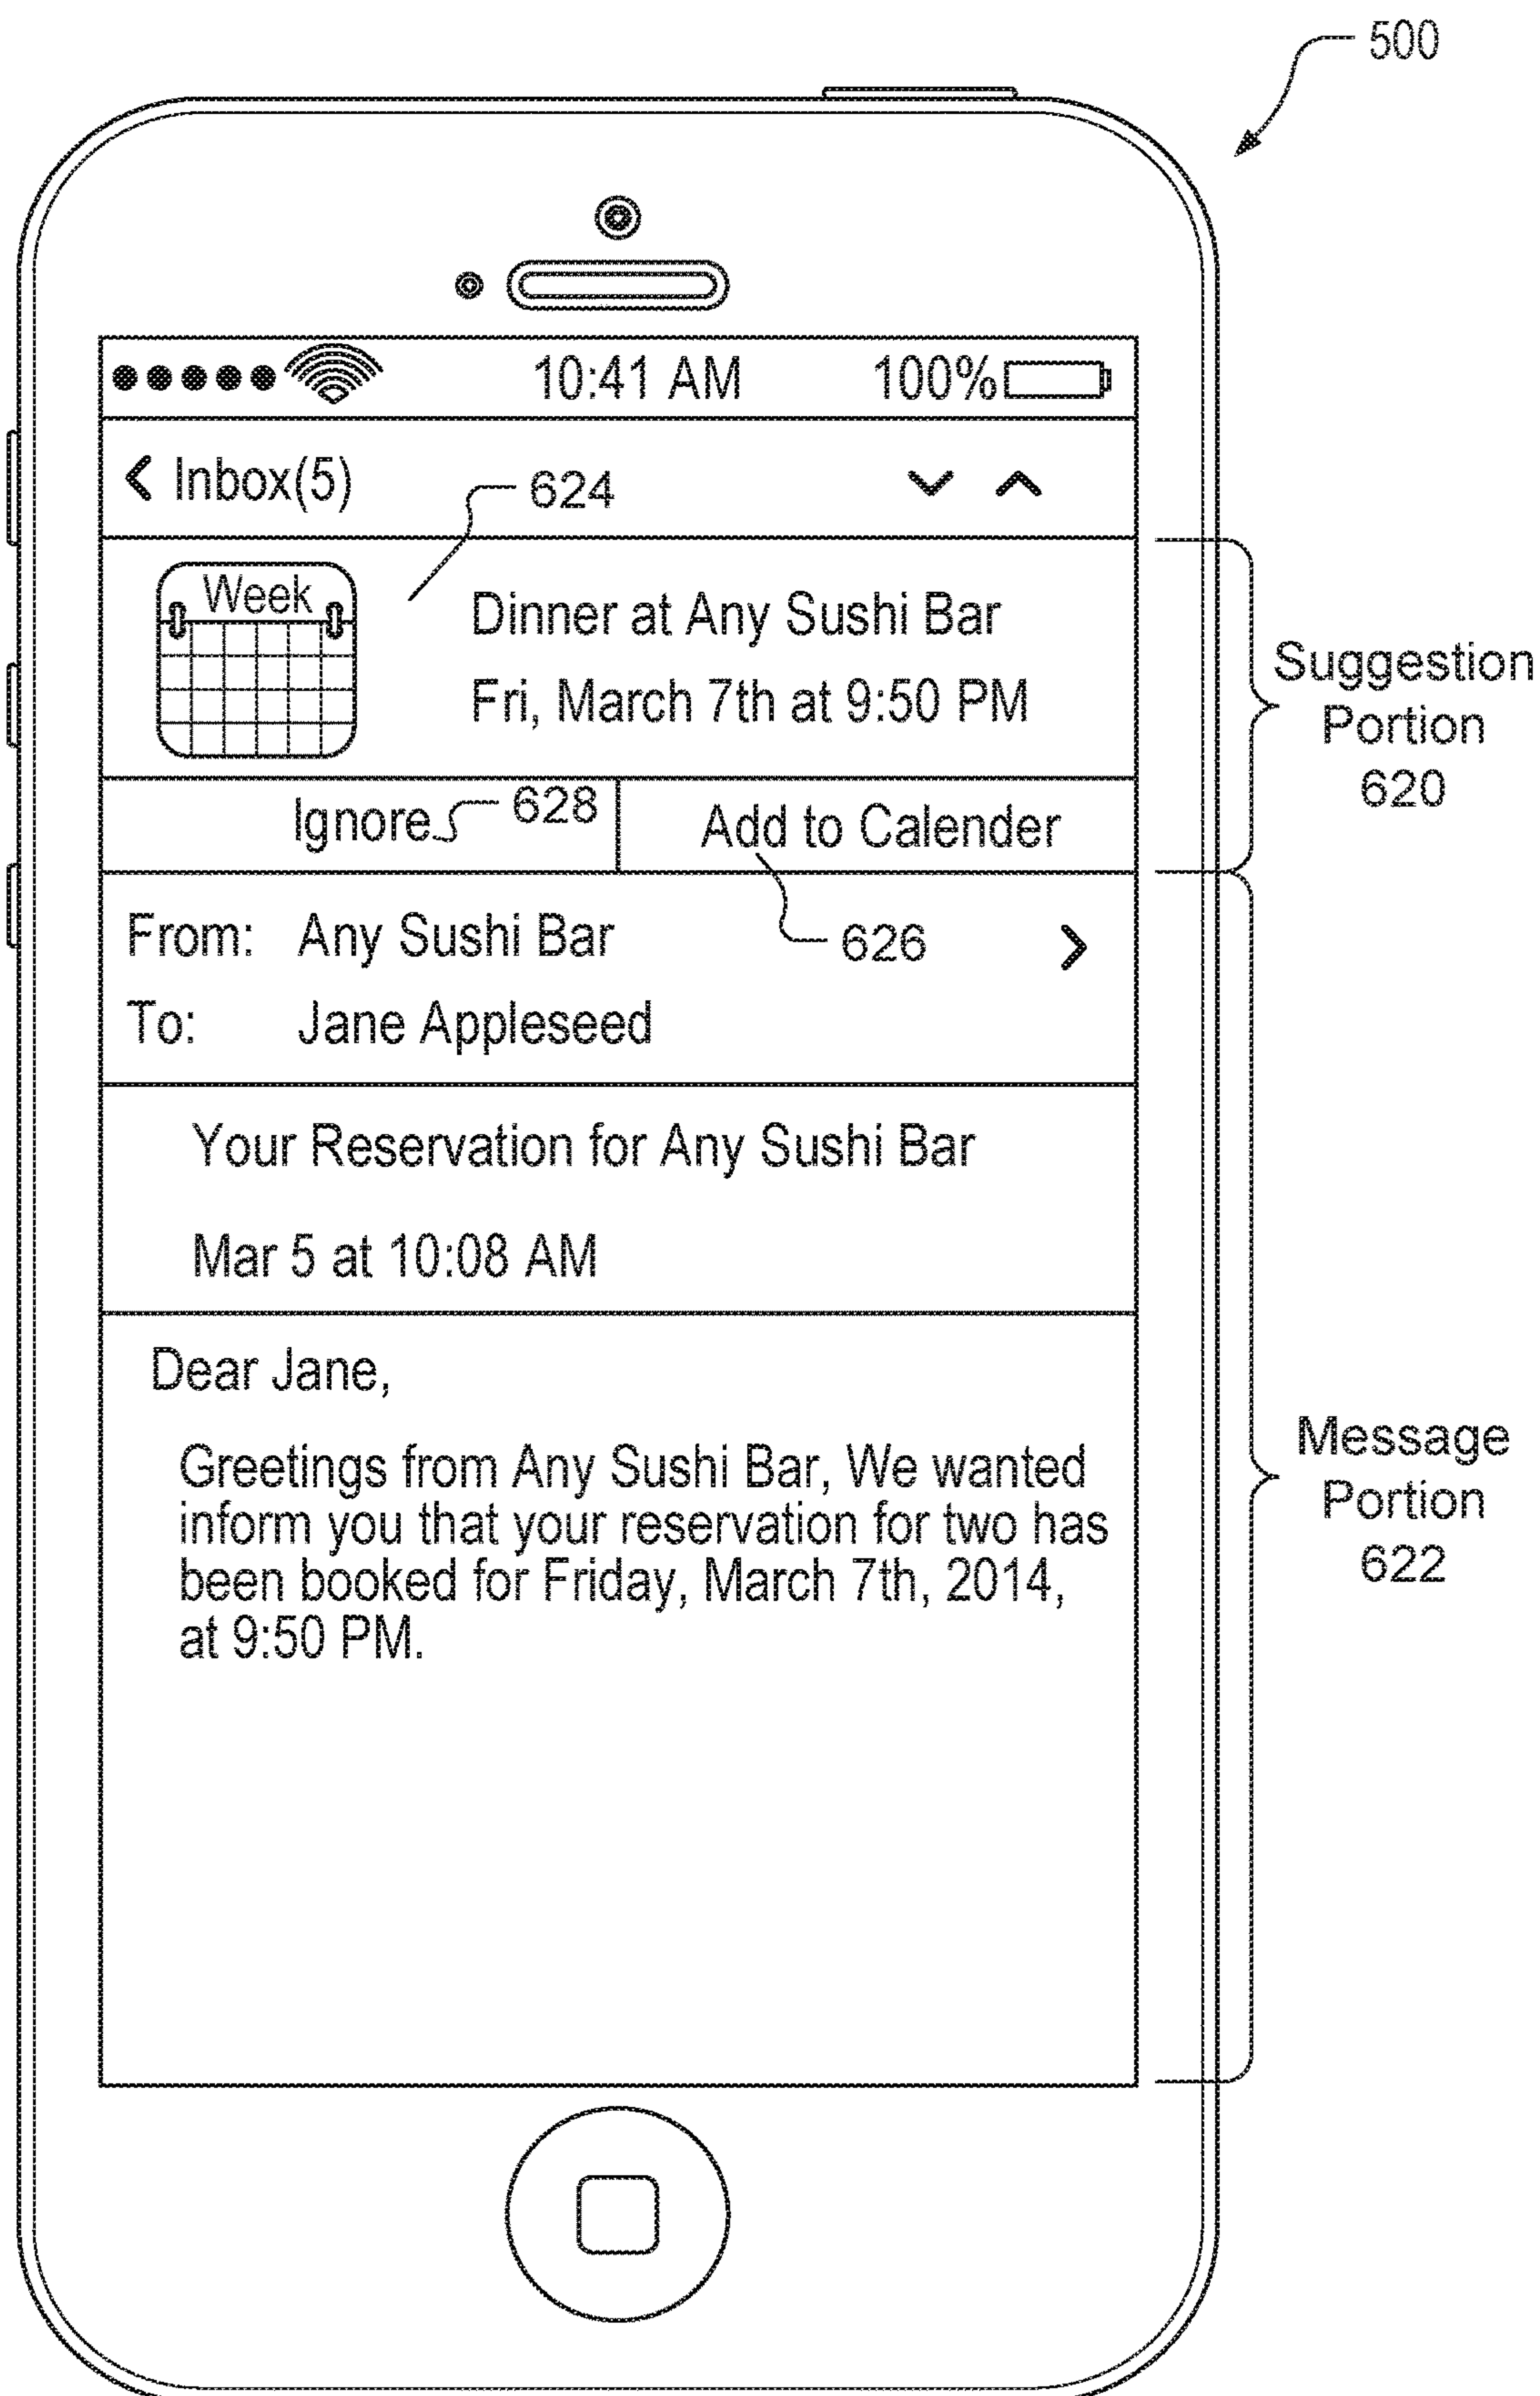 500
10:41 AM 100%
Inbox(5)
624
Week
Dinner at Any Sushi Bar
Fri, March 7th at 9:50 PM
Suggestion
Portion
620
Ignore 628
Add to Calender
From: Any Sushi Bar
626
To: Jane Appleseed
Your Reservation for Any Sushi Bar
Mar 5 at 10:08 AM
Dear Jane,
Greetings from Any Sushi Bar, We wanted
inform you that your reservation for two has
been booked for Friday, March 7th, 2014,
at 9:50 PM.
Message
Portion
622